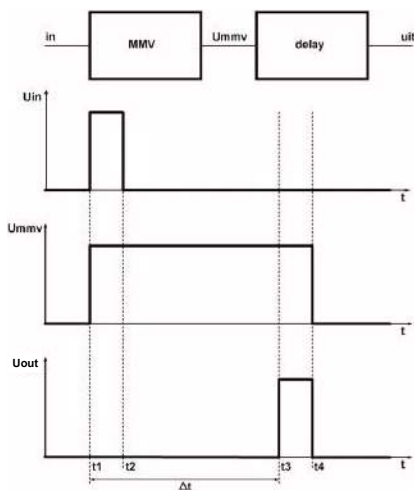 in
MMV
Ummv
delay
uit
Uin
t
Ummv
t
Uout
t
t1 t2 t3 t4
Δt